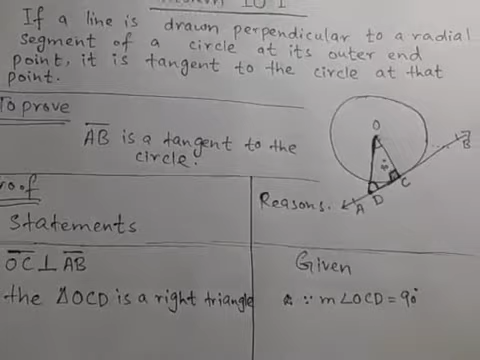 If a line is drawn perpendicular to a radial
segment of a circle at its outer end
point, it is tangent to the circle at that
point.
To prove
AB is a tangent to the
circle.
O
B
C
D
A
Proof
Statements
Reasons.
OC ⊥ AB
Given
the ΔOCD is a right triangle
∵ m∠OCD = 90°